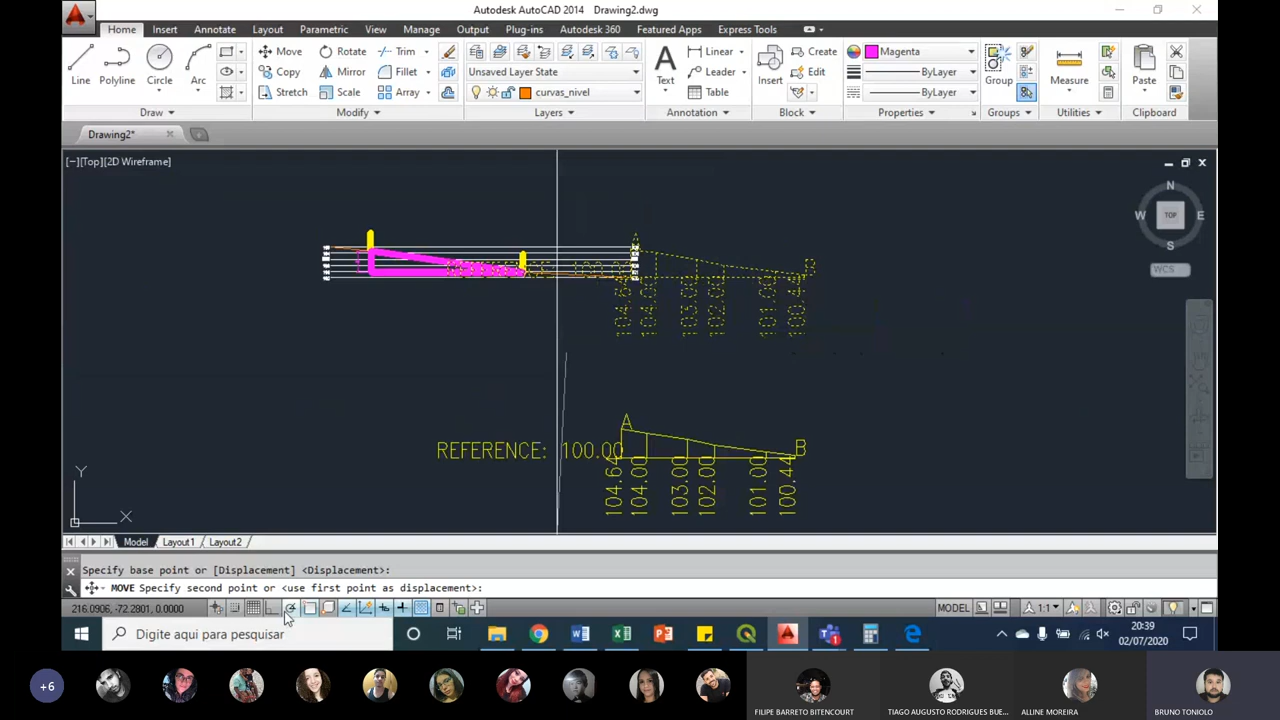 Autodesk AutoCAD 2014 Drawing2.dwg
Home Insert Annotate Layout Parametric View Manage Output Plug-ins Autodesk 360 Featured Apps Express Tools
Line Polyline Circle Arc
Move Rotate Trim
Copy Mirror Fillet
Stretch Scale Array
Unsaved Layer State
curvas_nivel
Text
Linear
Leader
Table
Insert
Create
Edit
Magenta
ByLayer
ByLayer
Group
Measure
Paste
Draw Modify Layers Annotation Block Properties Groups Utilities Clipboard
Drawing2*
[−][Top][2D Wireframe]
N
W TOP E
S
WCS
A
B
A
REFERENCE: 100.00
B
104.64
104.00
103.00
102.00
101.00
100.44
Y
X
Model Layout1 Layout2
Specify base point or [Displacement] <Displacement>:
MOVE Specify second point or <use first point as displacement>:
216.0906, -72.2801, 0.0000
MODEL
1:1
Digite aqui para pesquisar
20:39
02/07/2020
+6
FILIPE BARRETO BITENCOURT
TIAGO AUGUSTO RODRIGUES BUE...
ALLINE MOREIRA
BRUNO TONIOLO